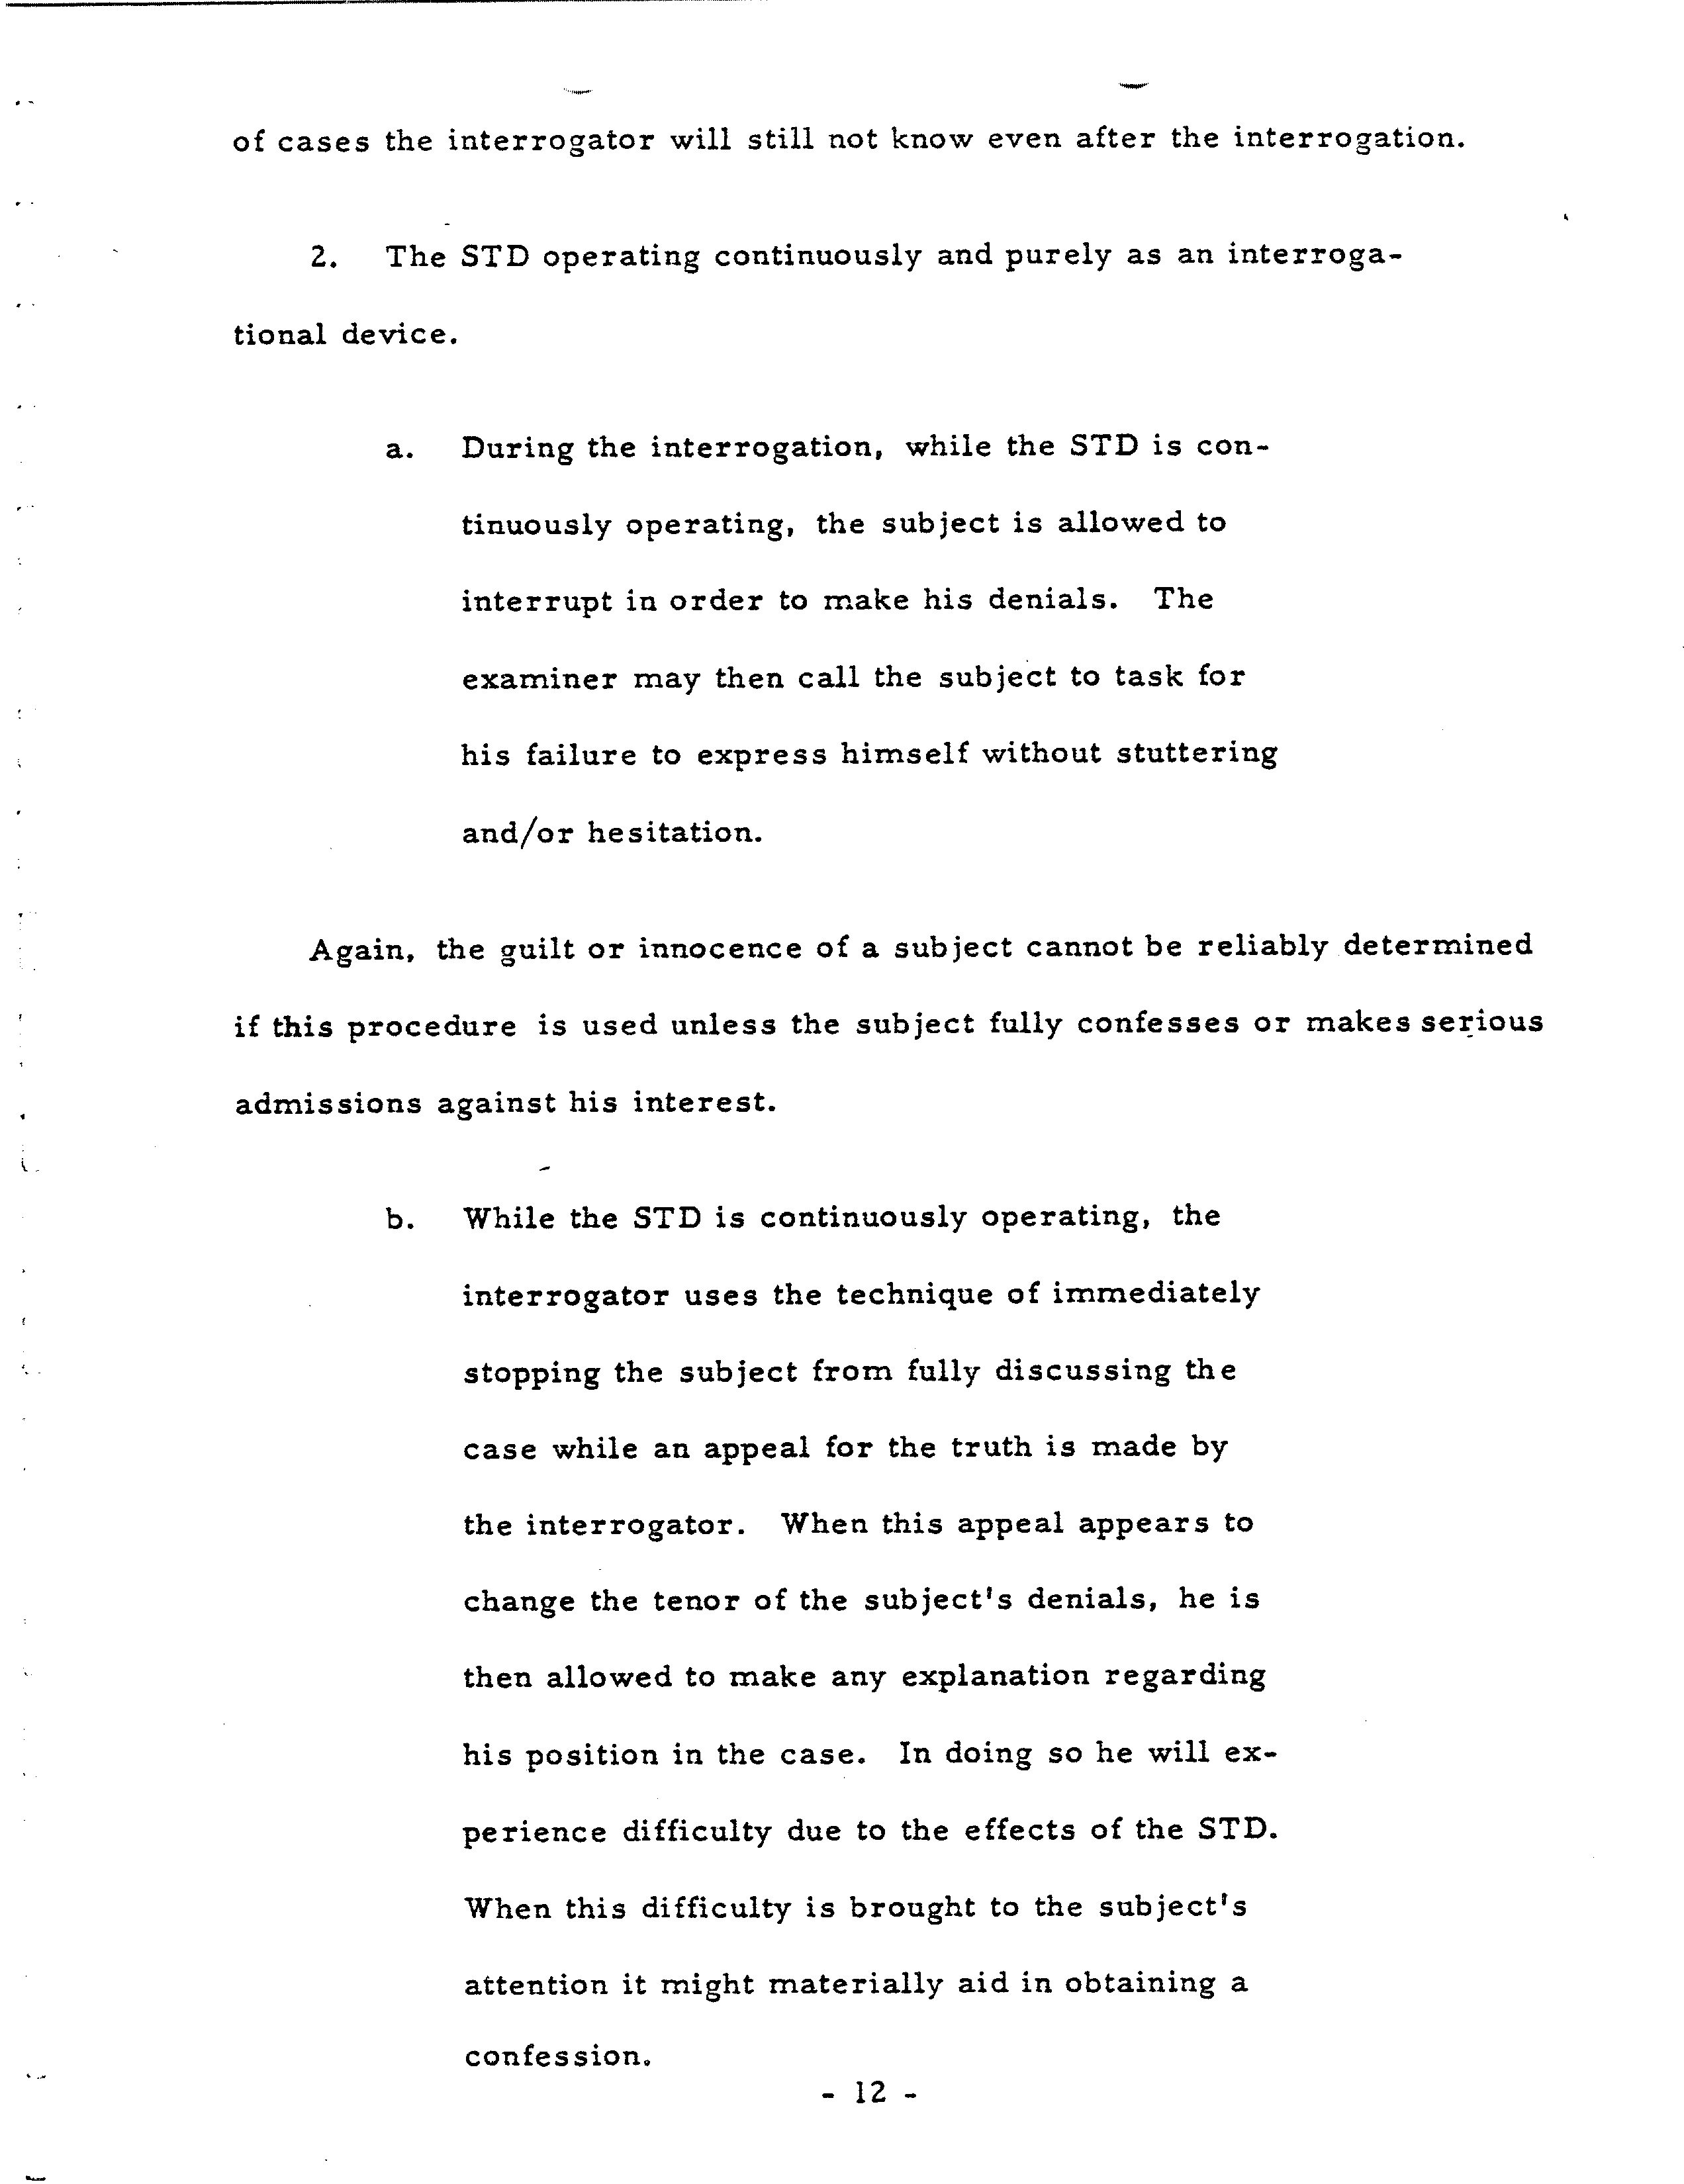 of cases the interrogator will still not know even after the interrogation.
2. The STD operating continuously and purely as an interroga-
tional device.
a. During the interrogation, while the STD is con-
tinuously operating, the subject is allowed to
interrupt in order to make his denials. The
examiner may then call the subject to task for
his failure to express himself without stuttering
and/or hesitation.
Again, the guilt or innocence of a subject cannot be reliably determined
if this procedure is used unless the subject fully confesses or makes serious
admissions against his interest.
b. While the STD is continuously operating, the
interrogator uses the technique of immediately
stopping the subject from fully discussing the
case while an appeal for the truth is made by
the interrogator. When this appeal appears to
change the tenor of the subject's denials, he is
then allowed to make any explanation regarding
his position in the case. In doing so he will ex-
perience difficulty due to the effects of the STD.
When this difficulty is brought to the subject's
attention it might materially aid in obtaining a
confession.
- 12 -